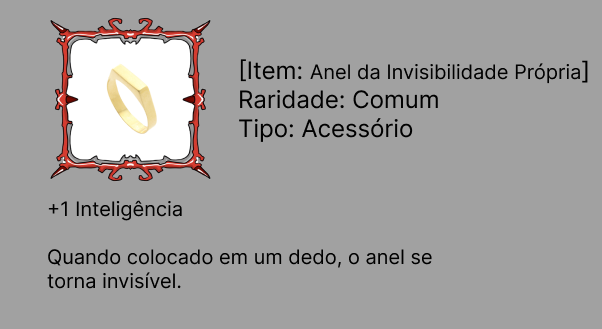 [Item: Anel da Invisibilidade Própria]
Raridade: Comum
Tipo: Acessório
+1 Inteligência
Quando colocado em um dedo, o anel se
torna invisível.